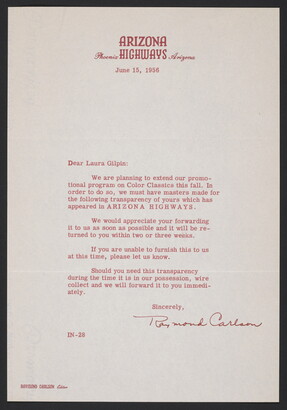 ARIZONA
Phoenix HIGHWAYS Arizona
June 15, 1956
Dear Laura Gilpin:
We are planning to extend our promo-
tional program on Color Classics this fall. In
order to do so, we must have masters made for
the following transparency of yours which has
appeared in ARIZONA HIGHWAYS.
We would appreciate your forwarding
it to us as soon as possible and it will be re-
turned to you within two or three weeks.
If you are unable to furnish this to us
at this time, please let us know.
Should you need this transparency
during the time it is in our possession, wire
collect and we will forward it to you immedi-
ately.
Sincerely,
Raymond Carlson
IN-28
RAYMOND CARLSON Editor